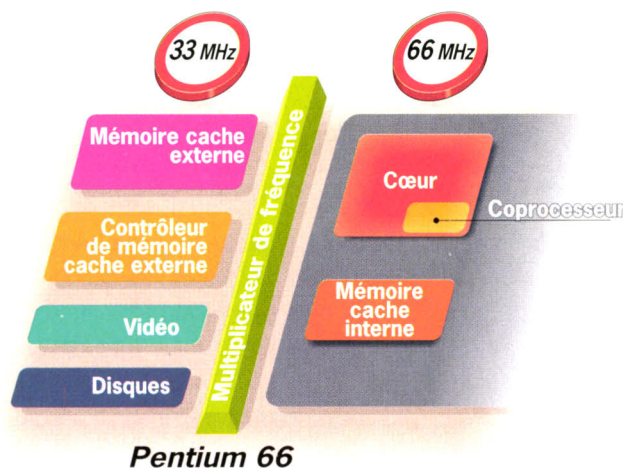 33 MHz
66 MHz
Mémoire cache
externe
Contrôleur
de mémoire
cache externe
Vidéo
Disques
Multiplicateur de fréquence
Cœur
Coprocesseur
Mémoire
cache
interne
Pentium 66